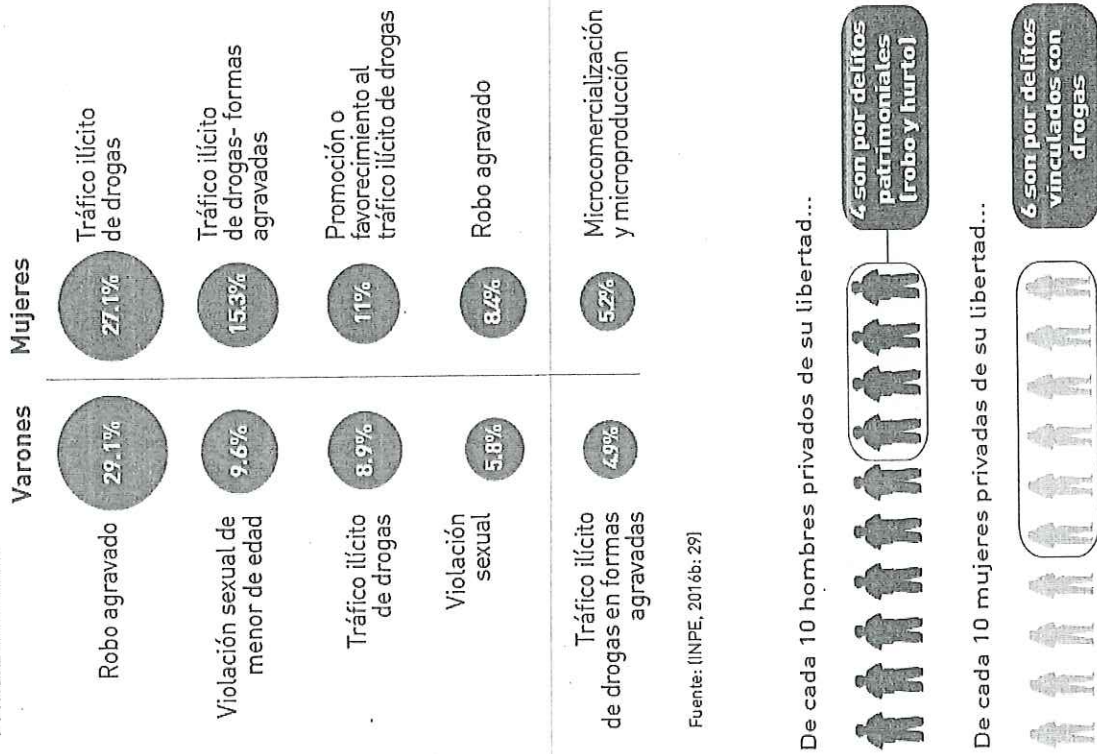 Varones
Mujeres
Robo agravado
29.1%
27.1%
Tráfico ilícito
de drogas
Violación sexual de
menor de edad
9.6%
15.3%
Tráfico ilícito
de drogas- formas
agravadas
Tráfico ilícito
de drogas
8.9%
11%
Promoción o
favorecimiento al
tráfico ilícito de drogas
Violación
sexual
5.8%
8.4%
Robo agravado
Tráfico ilícito
de drogas en formas
agravadas
4.9%
5.2%
Microcomercialización
y microproducción
Fuente: (INPE, 2016b: 29)
De cada 10 hombres privados de su libertad...
4 son por delitos
patrimoniales
(robo y hurto)
De cada 10 mujeres privadas de su libertad...
6 son por delitos
vinculados con
drogas